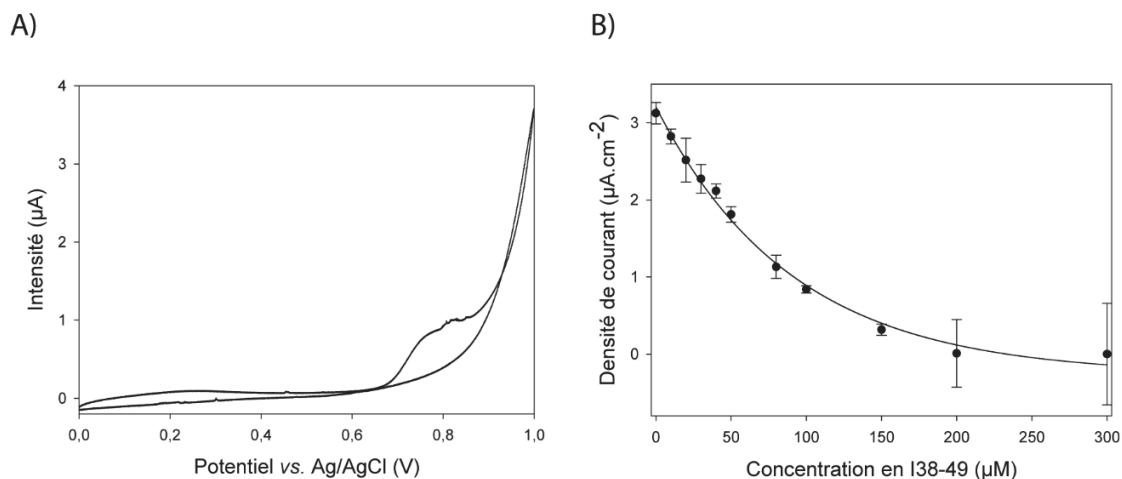 A)
4
3
2
1
0
Intensité (µA)
0,0 0,2 0,4 0,6 0,8 1,0
Potentiel vs. Ag/AgCl (V)
B)
3
2
1
0
Densité de courant (µA.cm-2)
0 50 100 150 200 250 300
Concentration en I38-49 (µM)